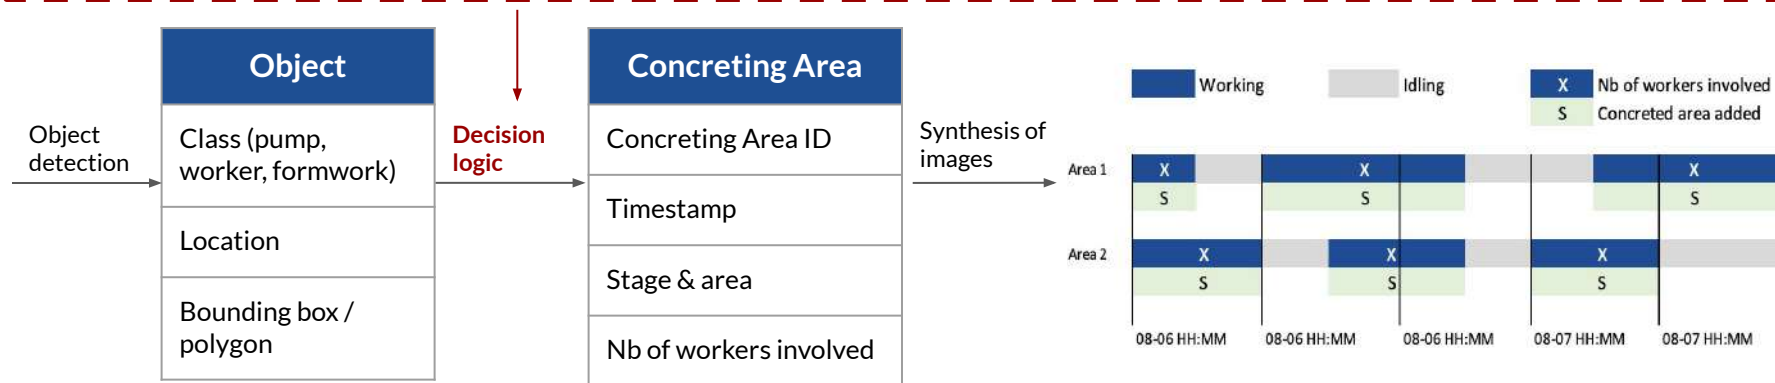 Object
detection
Object
Class (pump,
worker, formwork)
Location
Bounding box /
polygon
Decision
logic
Concreting Area
Concreting Area ID
Timestamp
Stage & area
Nb of workers involved
Synthesis of
images
Working
Idling
X Nb of workers involved
S Concreted area added
Area 1
X X X
S S S
Area 2
X X X
S S S
08-06 HH:MM 08-06 HH:MM 08-06 HH:MM 08-07 HH:MM 08-07 HH:MM